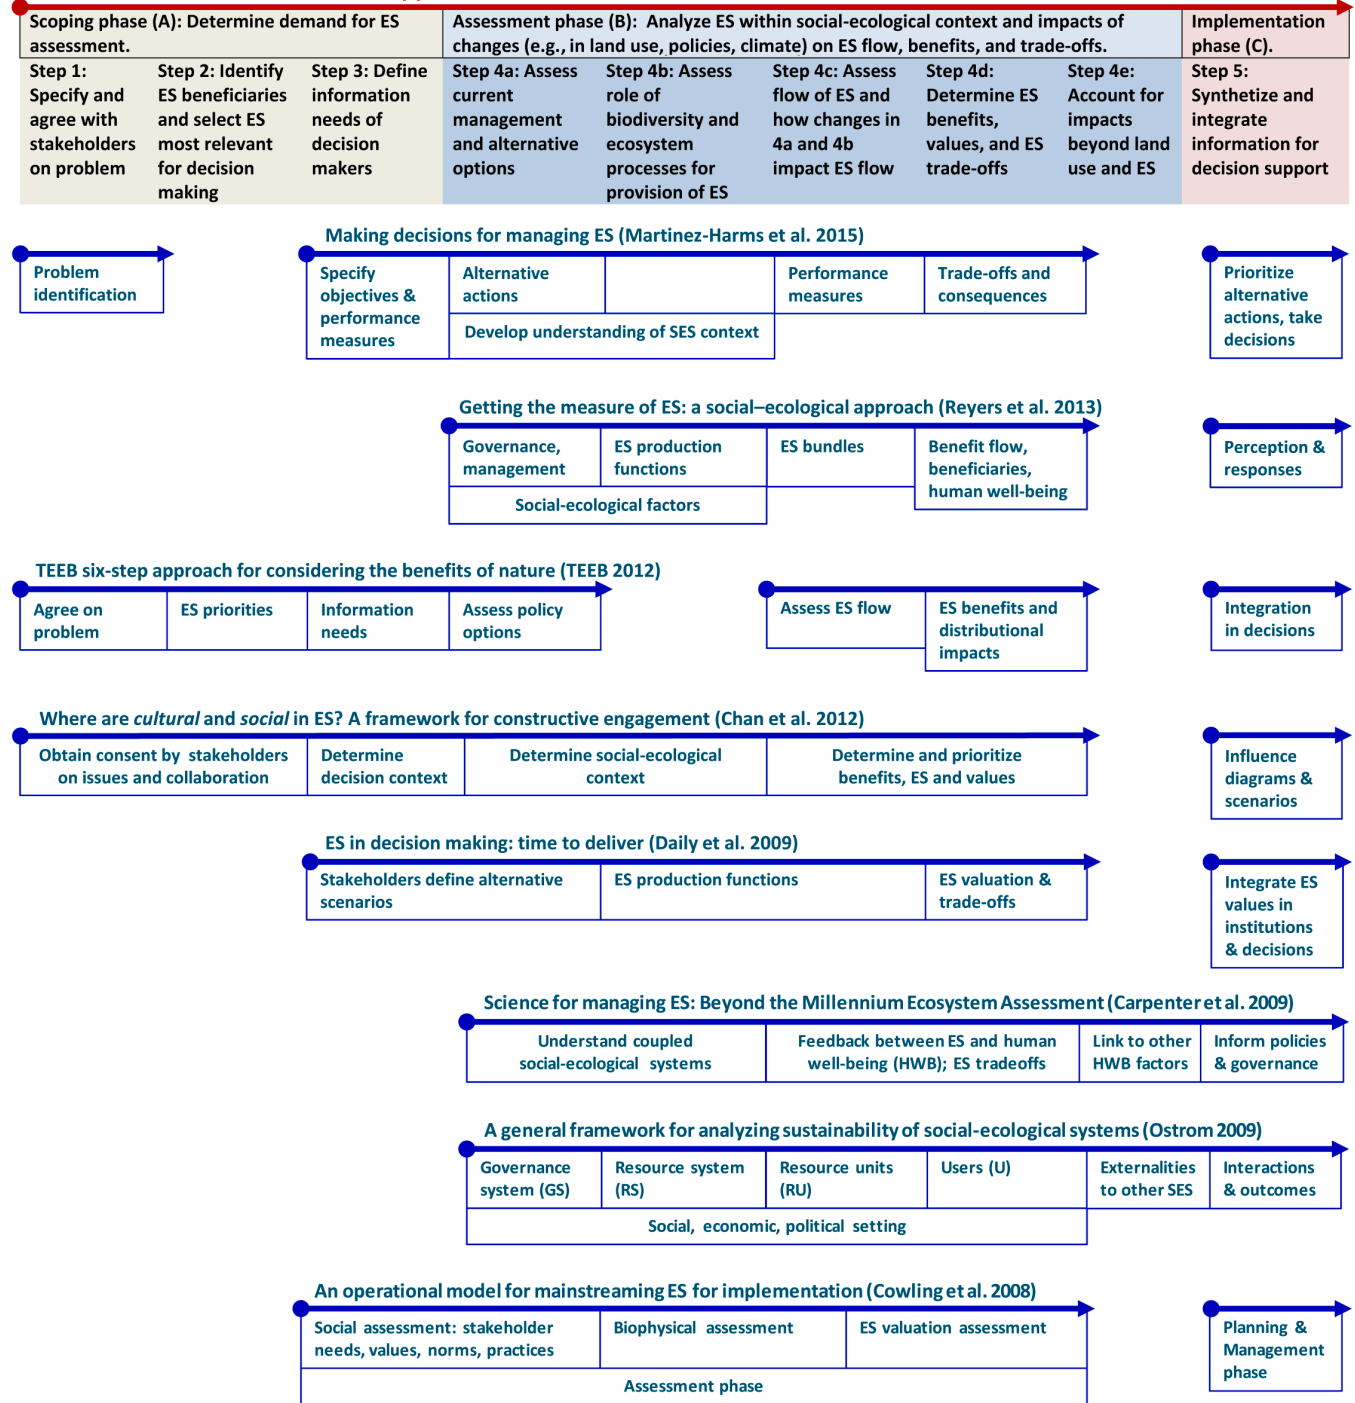 Scoping phase (A): Determine demand for ES
assessment.
Assessment phase (B):  Analyze ES within social-ecological context and impacts of
changes (e.g., in land use, policies, climate) on ES flow, benefits, and trade-offs.
Implementation
phase (C).
Step 1:
Specify and
agree with
stakeholders
on problem
Step 2: Identify
ES beneficiaries
and select ES
most relevant
for decision
making
Step 3: Define
information
needs of
decision
makers
Step 4a: Assess
current
management
and alternative
options
Step 4b: Assess
role of
biodiversity and
ecosystem
processes for
provision of ES
Step 4c: Assess
flow of ES and
how changes in
4a and 4b
impact ES flow
Step 4d:
Determine ES
benefits,
values, and ES
trade-offs
Step 4e:
Account for
impacts
beyond land
use and ES
Step 5:
Synthetize and
integrate
information for
decision support
Making decisions for managing ES (Martinez-Harms et al. 2015)
Problem
identification
Specify
objectives &
performance
measures
Alternative
actions
Performance
measures
Trade-offs and
consequences
Develop understanding of SES context
Prioritize
alternative
actions, take
decisions
Getting the measure of ES: a social–ecological approach (Reyers et al. 2013)
Governance,
management
ES production
functions
ES bundles
Benefit flow,
beneficiaries,
human well-being
Social-ecological factors
Perception &
responses
TEEB six-step approach for considering the benefits of nature (TEEB 2012)
Agree on
problem
ES priorities
Information
needs
Assess policy
options
Assess ES flow
ES benefits and
distributional
impacts
Integration
in decisions
Where are cultural and social in ES? A framework for constructive engagement (Chan et al. 2012)
Obtain consent by stakeholders
on issues and collaboration
Determine
decision context
Determine social-ecological
context
Determine and prioritize
benefits, ES and values
Influence
diagrams &
scenarios
ES in decision making: time to deliver (Daily et al. 2009)
Stakeholders define alternative
scenarios
ES production functions
ES valuation &
trade-offs
Integrate ES
values in
institutions
& decisions
Science for managing ES: Beyond the Millennium Ecosystem Assessment (Carpenter et al. 2009)
Understand coupled
social-ecological systems
Feedback between ES and human
well-being (HWB); ES tradeoffs
Link to other
HWB factors
Inform policies
& governance
A general framework for analyzing sustainability of social-ecological systems (Ostrom 2009)
Governance
system (GS)
Resource system
(RS)
Resource units
(RU)
Users (U)
Externalities
to other SES
Interactions
& outcomes
Social, economic, political setting
An operational model for mainstreaming ES for implementation (Cowling et al. 2008)
Social assessment: stakeholder
needs, values, norms, practices
Biophysical assessment
ES valuation assessment
Assessment phase
Planning &
Management
phase